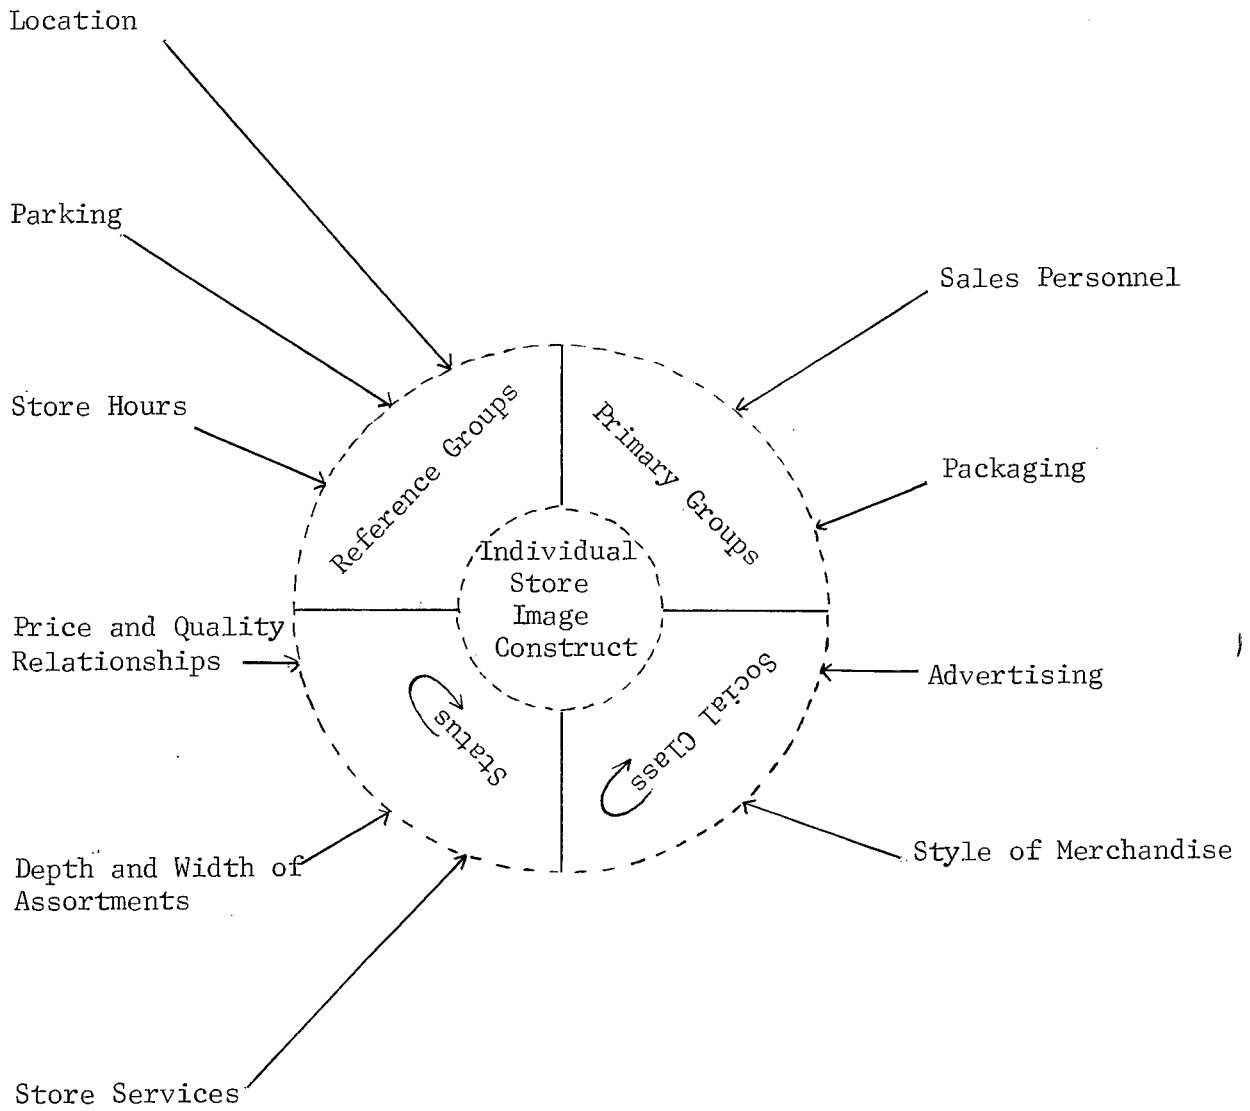 Location
Parking
Sales Personnel
Store Hours
Reference Groups
Primary Groups
Packaging
Individual
Store
Image
Construct
Price and Quality
Relationships
Status
Social Class
Advertising
Depth and Width of
Assortments
Style of Merchandise
Store Services